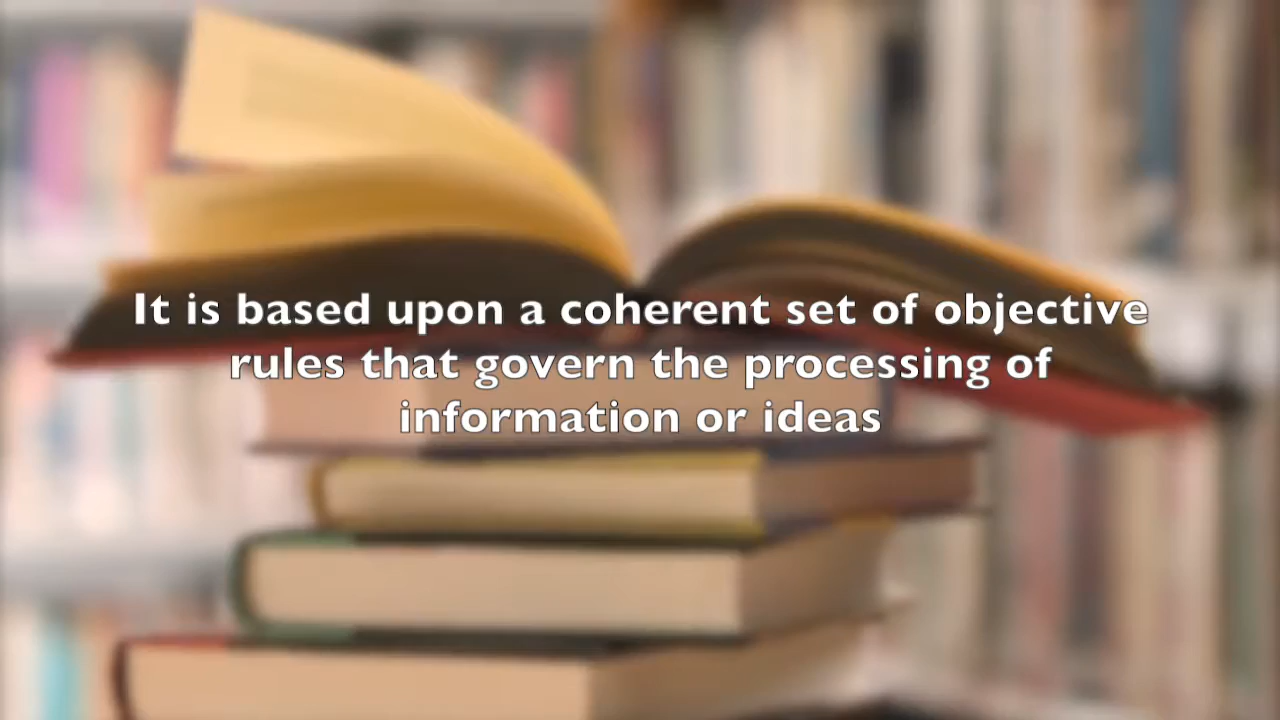 It is based upon a coherent set of objective
rules that govern the processing of
information or ideas